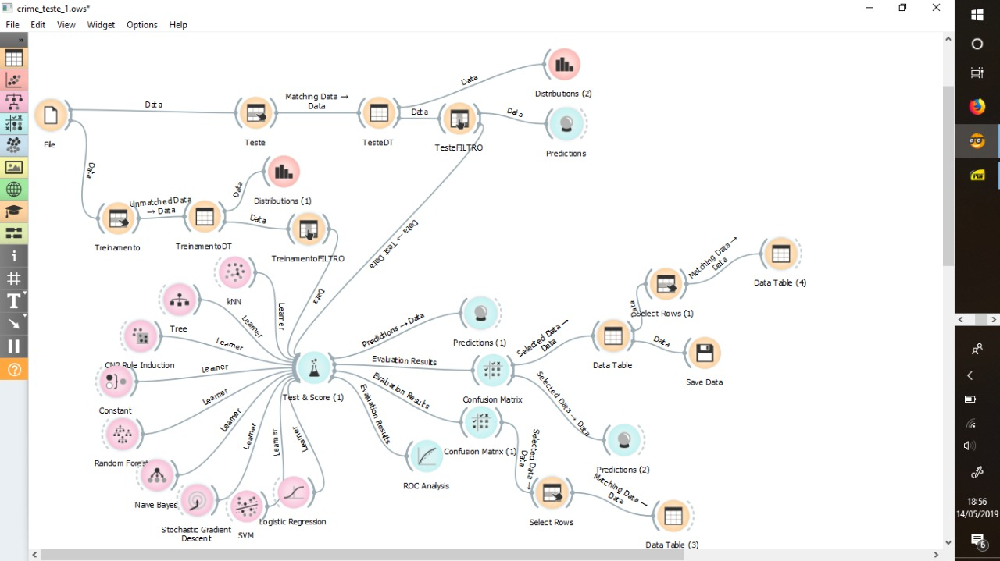 crime_teste_1.ows*
File Edit View Widget Options Help
Data
Distributions (2)
Data
Matching Data →
Data
Data
Data
File
Teste
TesteDT
TesteFILTRO
Predictions
Data
Unmatched Data
→ Data
Data
Distributions (1)
Data
Treinamento
TreinamentoDT
TreinamentoFILTRO
Data → Test Data
Data
kNN
Learner
Tree
Learner
CN2 Rule Induction
Learner
Constant
Learner
Random Forest
Learner
Naive Bayes
Learner
Stochastic Gradient
Descent
Learner
SVM
Learner
Logistic Regression
Learner
Test & Score (1)
Predictions → Data
Predictions (1)
Evaluation Results
Confusion Matrix
Evaluation Results
Confusion Matrix (1)
Evaluation Results
ROC Analysis
Selected Data →
Data
Data Table
Data
Select Rows (1)
Matching Data →
Data
Data Table (4)
Data
Save Data
Selected Data → Data
Predictions (2)
Selected Data →
Data
Select Rows
Matching Data →
Data
Data Table (3)
PDF
18:56
14/05/2019
6